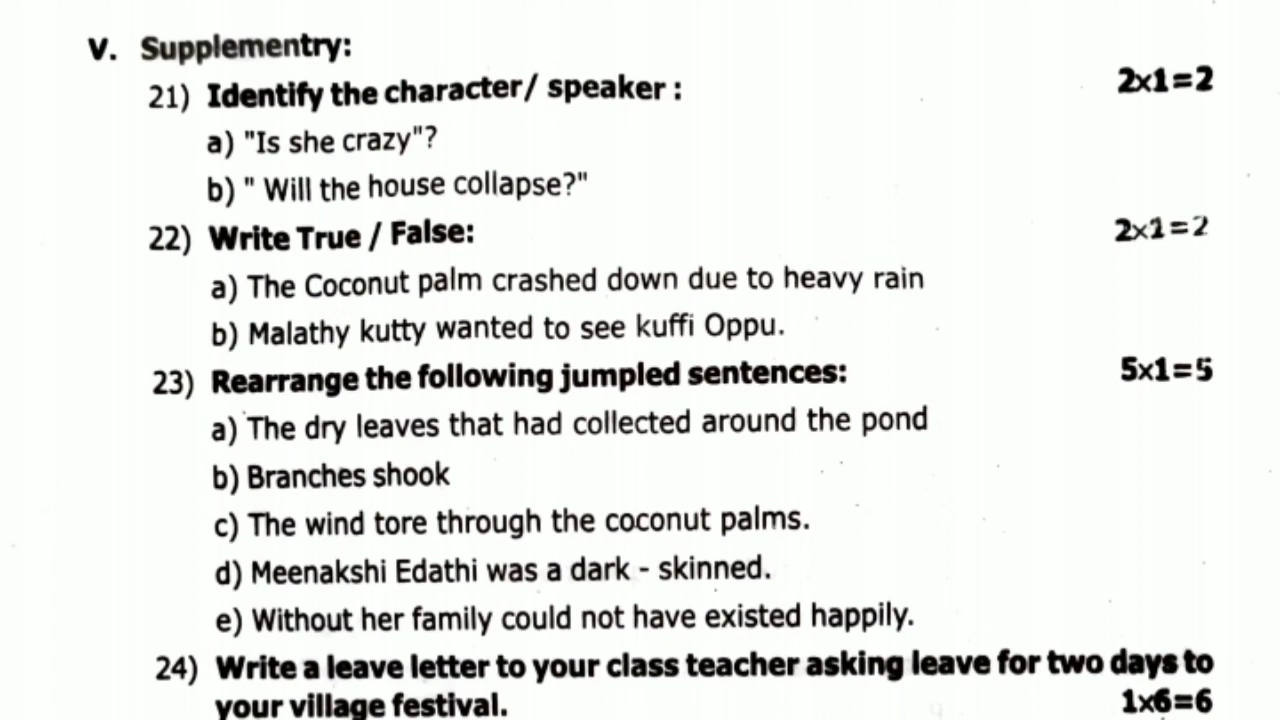 V. Supplementry:
21) Identify the character/ speaker : 2x1=2
a) "Is she crazy"?
b) " Will the house collapse?"
22) Write True / False: 2x1=2
a) The Coconut palm crashed down due to heavy rain
b) Malathy kutty wanted to see kuffi Oppu.
23) Rearrange the following jumpled sentences: 5x1=5
a) The dry leaves that had collected around the pond
b) Branches shook
c) The wind tore through the coconut palms.
d) Meenakshi Edathi was a dark - skinned.
e) Without her family could not have existed happily.
24) Write a leave letter to your class teacher asking leave for two days to
your village festival. 1x6=6